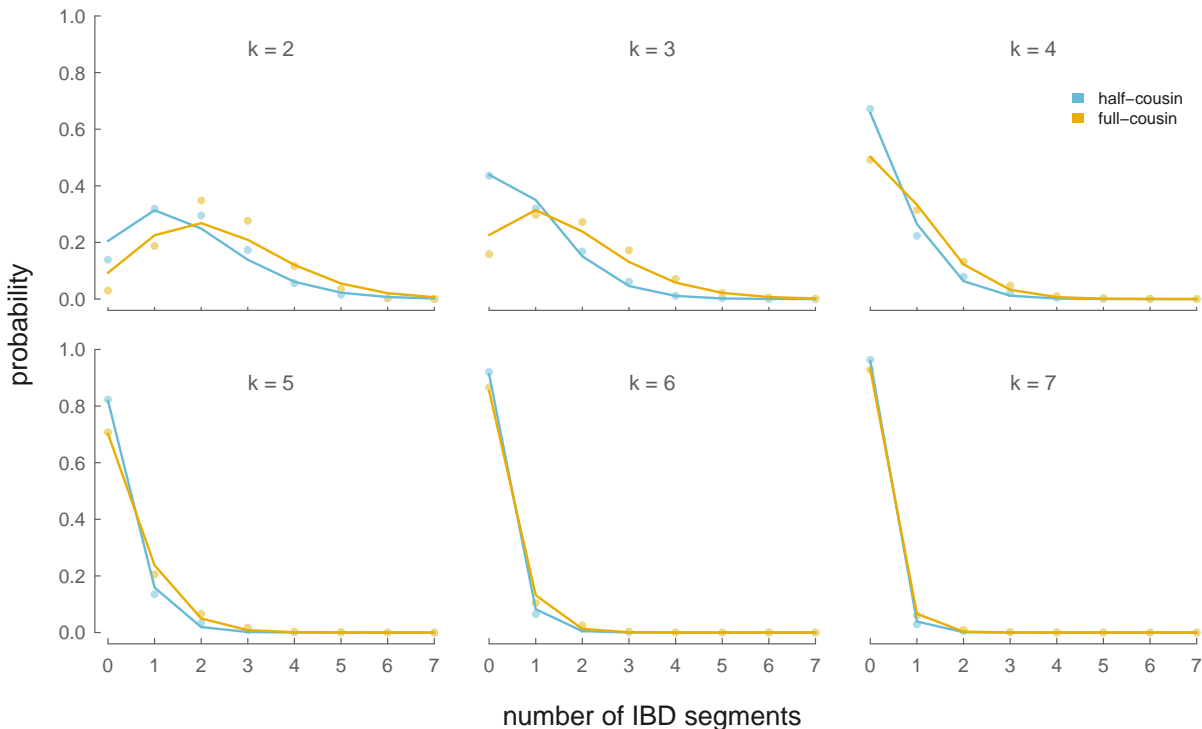 probability
1.0
0.8
0.6
0.4
0.2
0.0
k = 2
k = 3
k = 4
half−cousin
full−cousin
1.0
0.8
0.6
0.4
0.2
0.0
k = 5
k = 6
k = 7
0 1 2 3 4 5 6 7
0 1 2 3 4 5 6 7
0 1 2 3 4 5 6 7
number of IBD segments